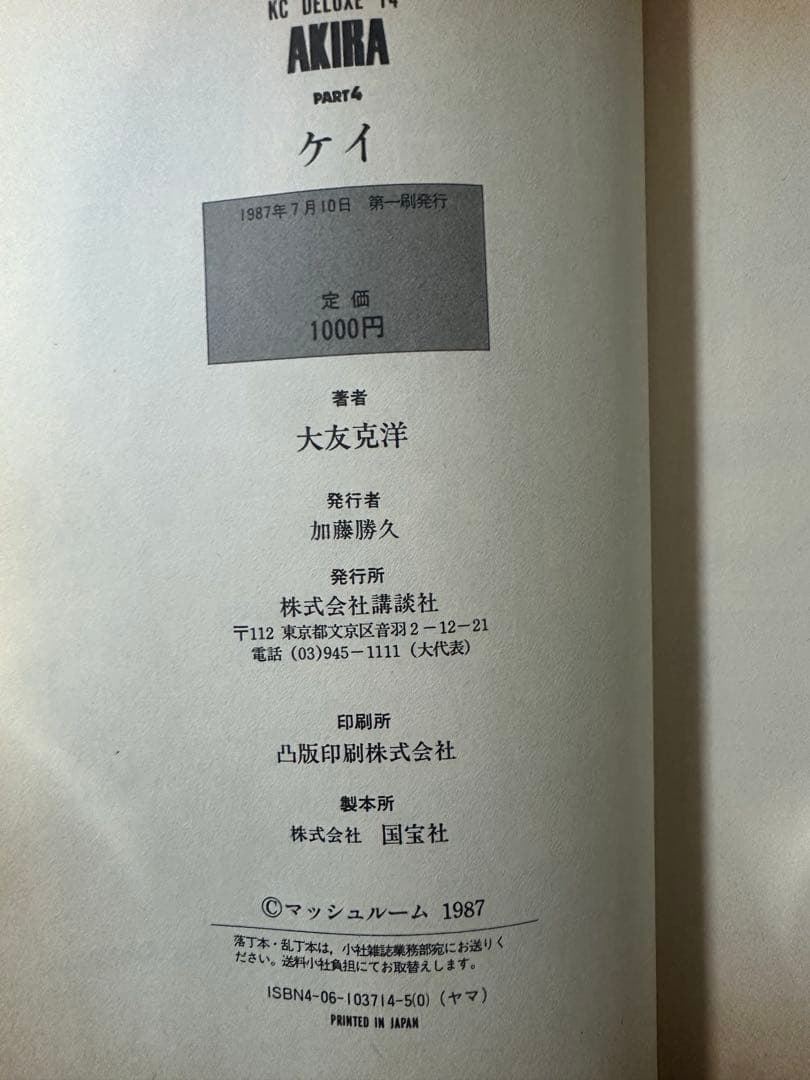 KC DELUXE 14
AKIRA
PART4
ケイ
1987年7月10日 第一刷発行
定価
1000円
著者
大友克洋
発行者
加藤勝久
発行所
株式会社講談社
〒112 東京都文京区音羽2-12-21
電話 (03)945-1111 (大代表)
印刷所
凸版印刷株式会社
製本所
株式会社 国宝社
©マッシュルーム 1987
落丁本・乱丁本は,小社雑誌業務部宛にお送りく
ださい。送料小社負担にてお取替えします。
ISBN4-06-103714-5(0) (ヤマ)
PRINTED IN JAPAN